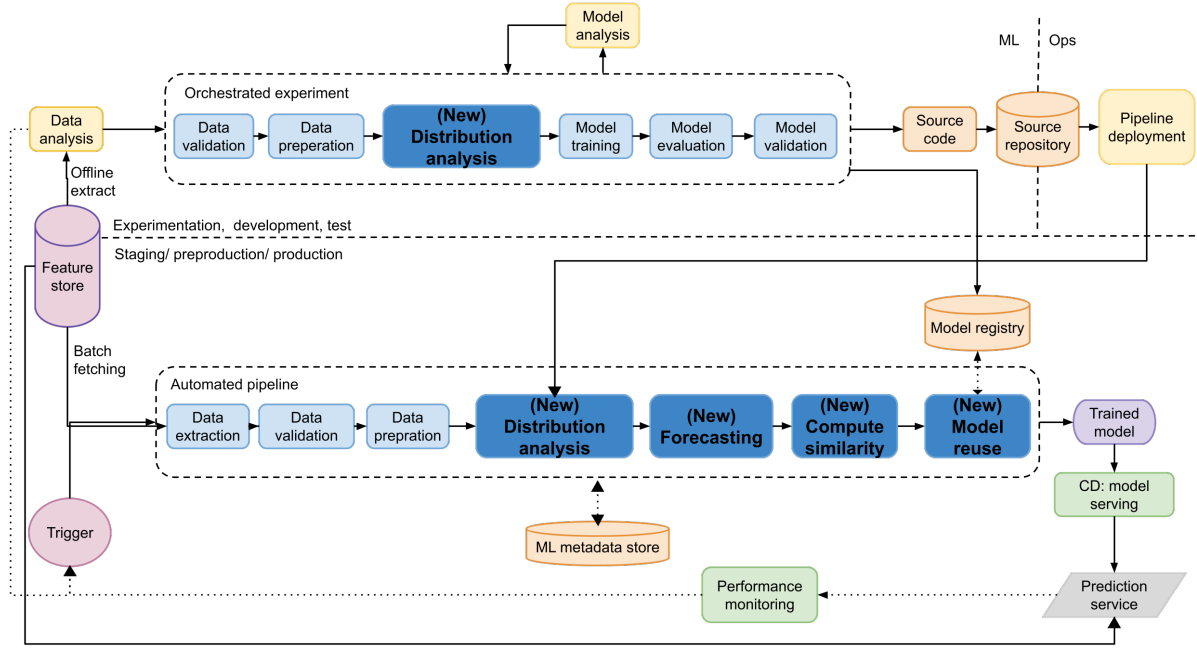 Model
analysis
ML
Ops
Orchestrated experiment
Data
analysis
Data
validation
Data
preperation
(New)
Distribution
analysis
Model
training
Model
evaluation
Model
validation
Source
code
Source
repository
Pipeline
deployment
Offline
extract
Experimentation, development, test
Staging/ preproduction/ production
Feature
store
Model registry
Batch
fetching
Automated pipeline
Data
extraction
Data
validation
Data
prepration
(New)
Distribution
analysis
(New)
Forecasting
(New)
Compute
similarity
(New)
Model
reuse
Trained
model
CD: model
serving
Trigger
ML metadata store
Performance
monitoring
Prediction
service